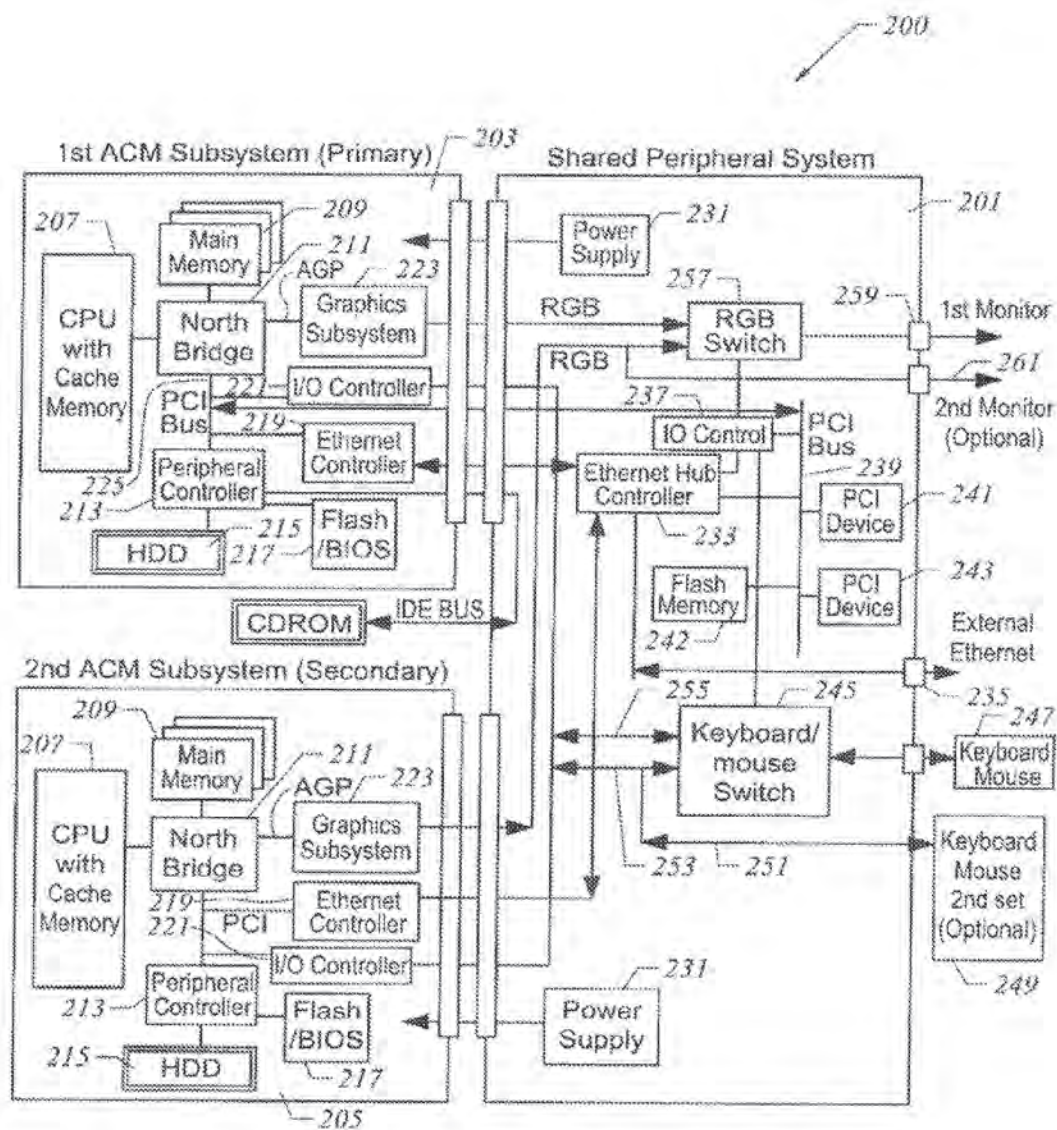 200
1st ACM Subsystem (Primary)
203
Shared Peripheral System
201
207
209
Main
Memory
211
AGP
223
Graphics
Subsystem
CPU
with
Cache
Memory
North
Bridge
221
I/O Controller
PCI
Bus
219
Ethernet
Controller
225
Peripheral
Controller
213
215
HDD
217
Flash
/BIOS
CDROM
IDE BUS
231
Power
Supply
257
RGB
RGB
Switch
RGB
259
1st Monitor
261
2nd Monitor
(Optional)
237
IO Control
PCI
Bus
239
Ethernet Hub
Controller
233
PCI
Device
241
Flash
Memory
242
PCI
Device
243
External
Ethernet
235
2nd ACM Subsystem (Secondary)
209
207
Main
Memory
211
AGP
223
Graphics
Subsystem
CPU
with
Cache
Memory
North
Bridge
219
PCI
Ethernet
Controller
221
I/O Controller
Peripheral
Controller
213
Flash
/BIOS
215
HDD
217
205
255
245
Keyboard/
mouse
Switch
247
Keyboard
Mouse
253
251
Keyboard
Mouse
2nd set
(Optional)
249
231
Power
Supply